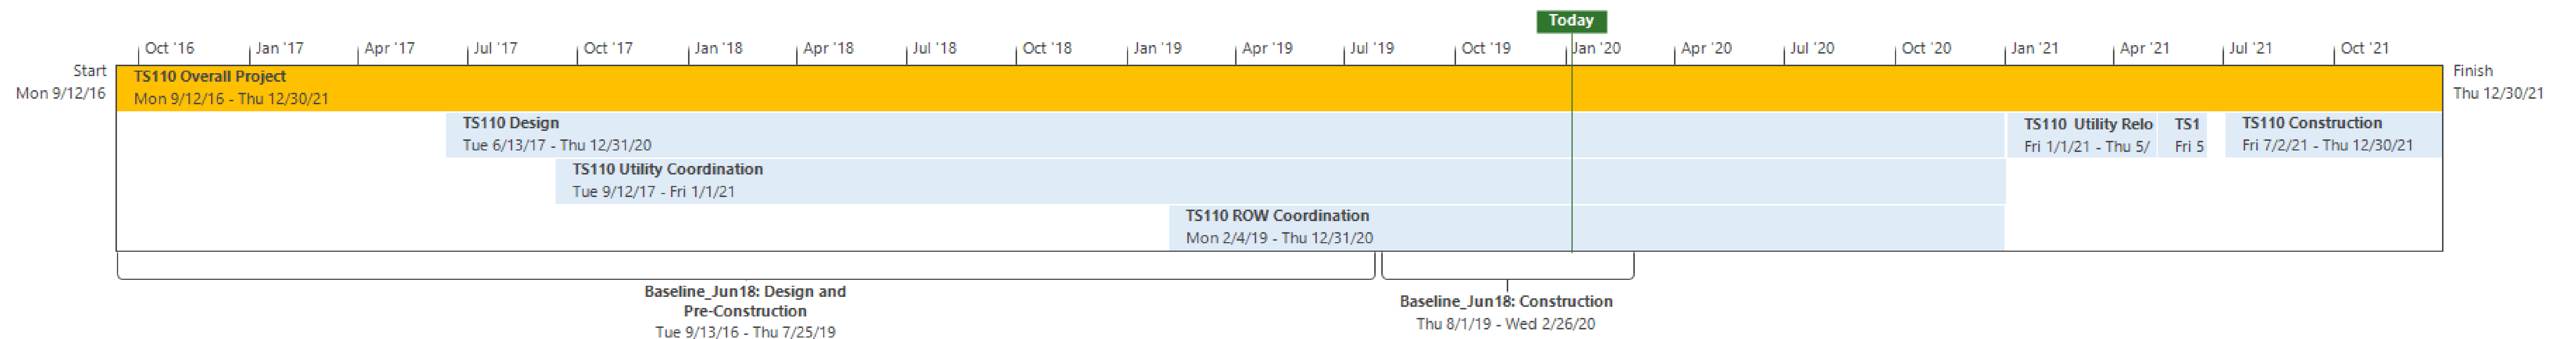 Today
Oct '16 Jan '17 Apr '17 Jul '17 Oct '17 Jan '18 Apr '18 Jul '18 Oct '18 Jan '19 Apr '19 Jul '19 Oct '19 Jan '20 Apr '20 Jul '20 Oct '20 Jan '21 Apr '21 Jul '21 Oct '21
Start
Mon 9/12/16
TS110 Overall Project
Mon 9/12/16 - Thu 12/30/21
Finish
Thu 12/30/21
TS110 Design
Tue 6/13/17 - Thu 12/31/20
TS110 Utility Relo
Fri 1/1/21 - Thu 5/
TS1
Fri 5
TS110 Construction
Fri 7/2/21 - Thu 12/30/21
TS110 Utility Coordination
Tue 9/12/17 - Fri 1/1/21
TS110 ROW Coordination
Mon 2/4/19 - Thu 12/31/20
Baseline_Jun18: Design and
Pre-Construction
Tue 9/13/16 - Thu 7/25/19
Baseline_Jun18: Construction
Thu 8/1/19 - Wed 2/26/20